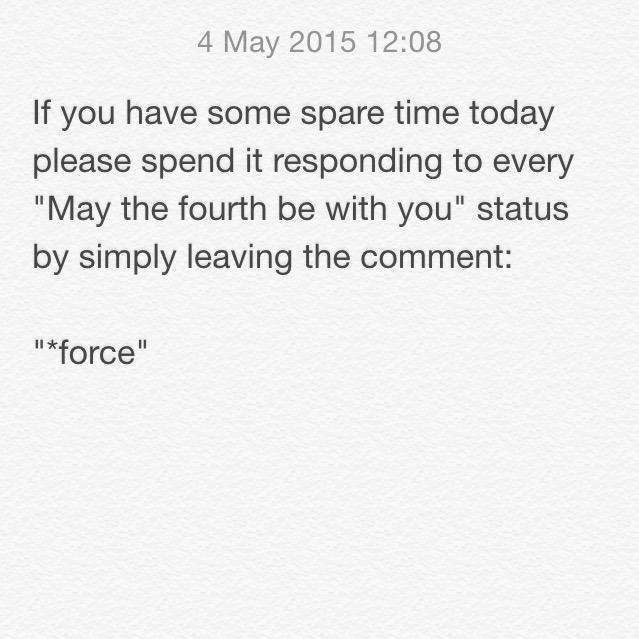 4 May 2015 12:08
If you have some spare time today
please spend it responding to every
"May the fourth be with you" status
by simply leaving the comment:
"*force"